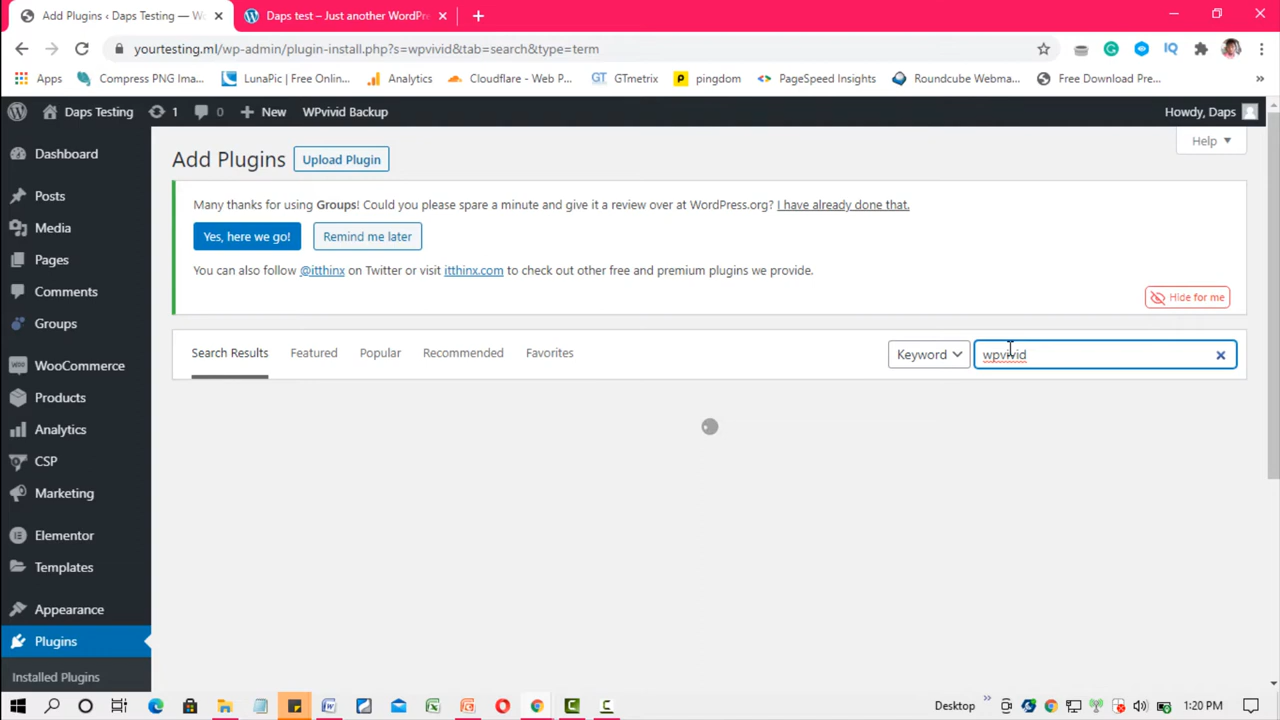 Add Plugins ‹ Daps Testing — W
Daps test – Just another WordPre
yourtesting.ml/wp-admin/plugin-install.php?s=wpvivid&tab=search&type=term
Apps
Compress PNG Ima...
LunaPic | Free Onlin...
Analytics
Cloudflare - Web P...
GTmetrix
pingdom
PageSpeed Insights
Roundcube Webma...
Free Download Pre...
»
Daps Testing
1
0
New
WPvivid Backup
Howdy, Daps
Dashboard
Posts
Media
Pages
Comments
Groups
WooCommerce
Products
Analytics
CSP
Marketing
Elementor
Templates
Appearance
Plugins
Installed Plugins
Add Plugins
Upload Plugin
Help
Many thanks for using Groups! Could you please spare a minute and give it a review over at WordPress.org? I have already done that.
Yes, here we go!
Remind me later
You can also follow @itthinx on Twitter or visit itthinx.com to check out other free and premium plugins we provide.
Hide for me
Search Results
Featured
Popular
Recommended
Favorites
Keyword
wpvivid
Desktop
1:20 PM